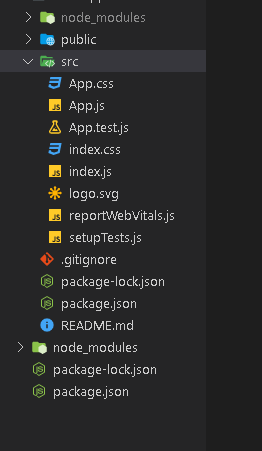 node_modules
public
src
App.css
App.js
App.test.js
index.css
index.js
logo.svg
reportWebVitals.js
setupTests.js
.gitignore
package-lock.json
package.json
README.md
node_modules
package-lock.json
package.json